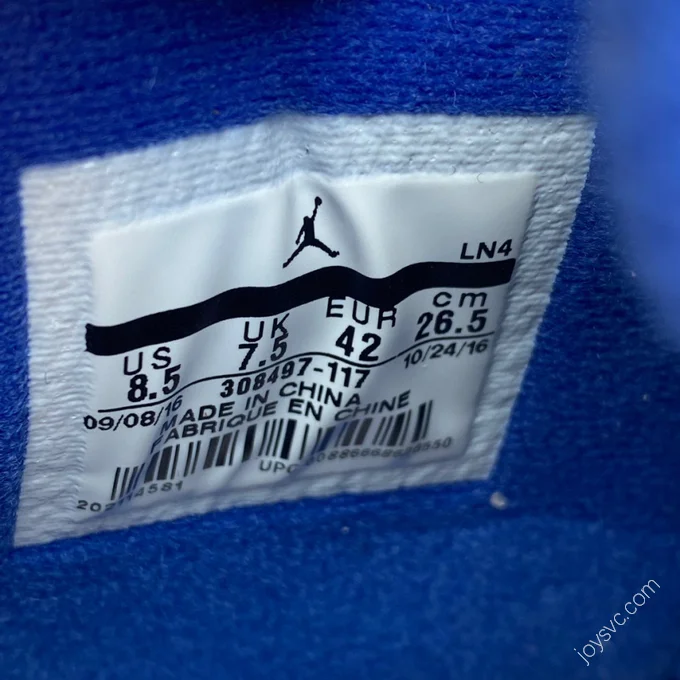 LN4
US UK EUR cm
8.5 7.5 42 26.5
09/08/16 308497-117 10/24/16
MADE IN CHINA
FABRIQUE EN CHINE
UPC
joysvc.com